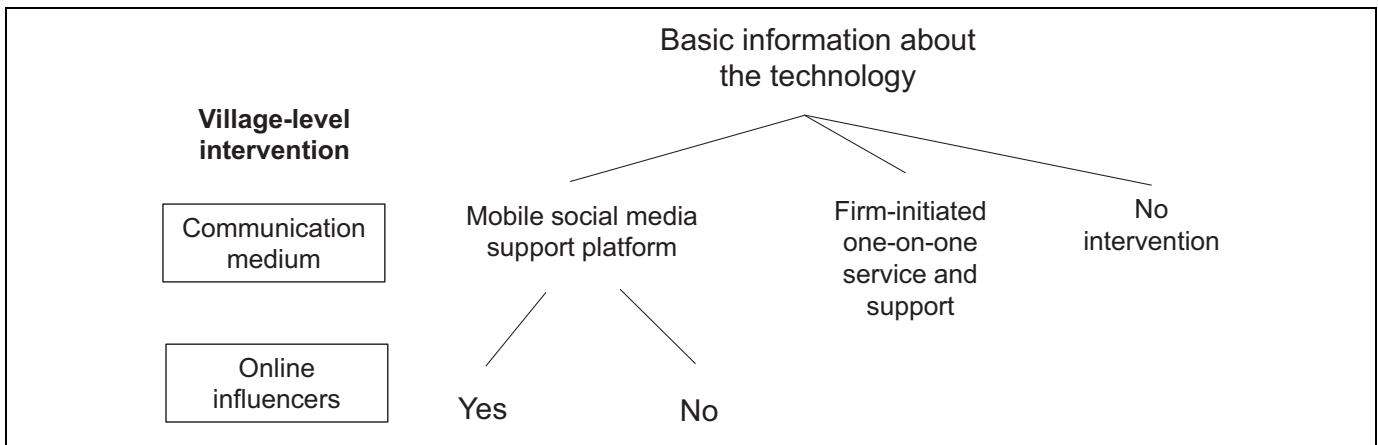 Basic information about
the technology
Village-level
intervention
Communication
medium
Mobile social media
support platform
Firm-initiated
one-on-one
service and
support
No
intervention
Online
influencers
Yes
No